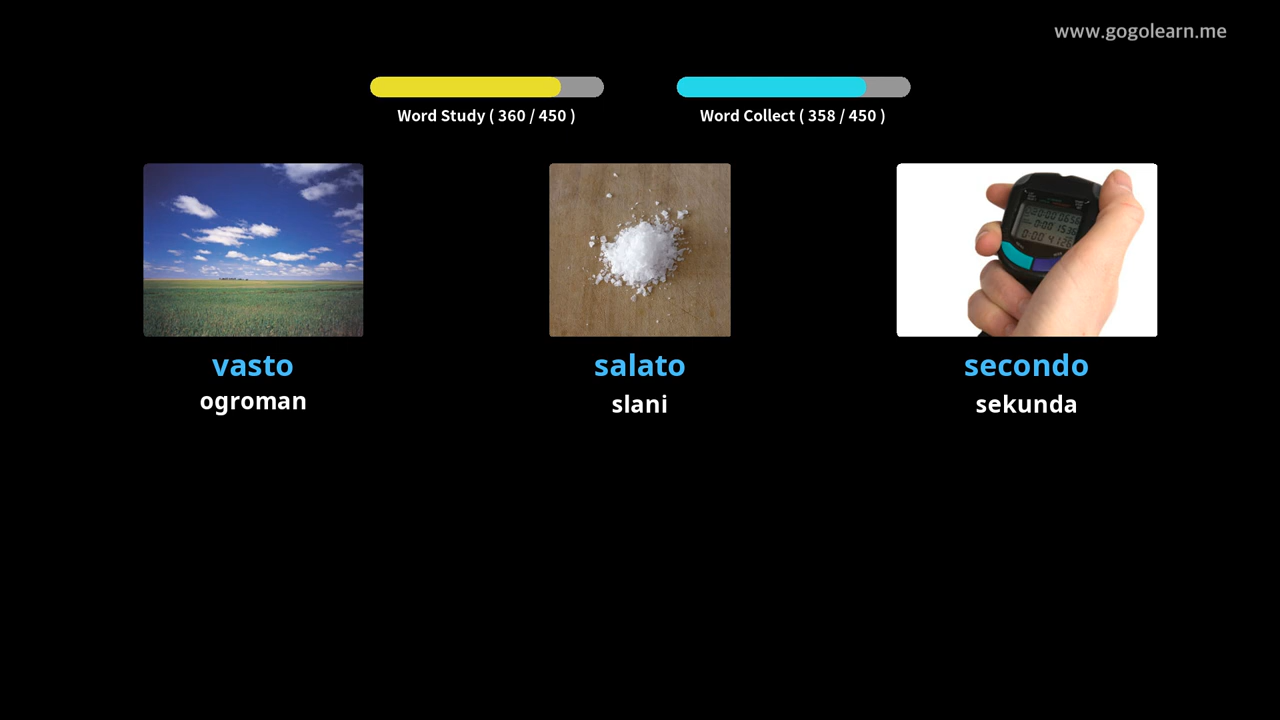 www.gogolearn.me
Word Study ( 360 / 450 )
Word Collect ( 358 / 450 )
vasto
ogroman
salato
slani
secondo
sekunda